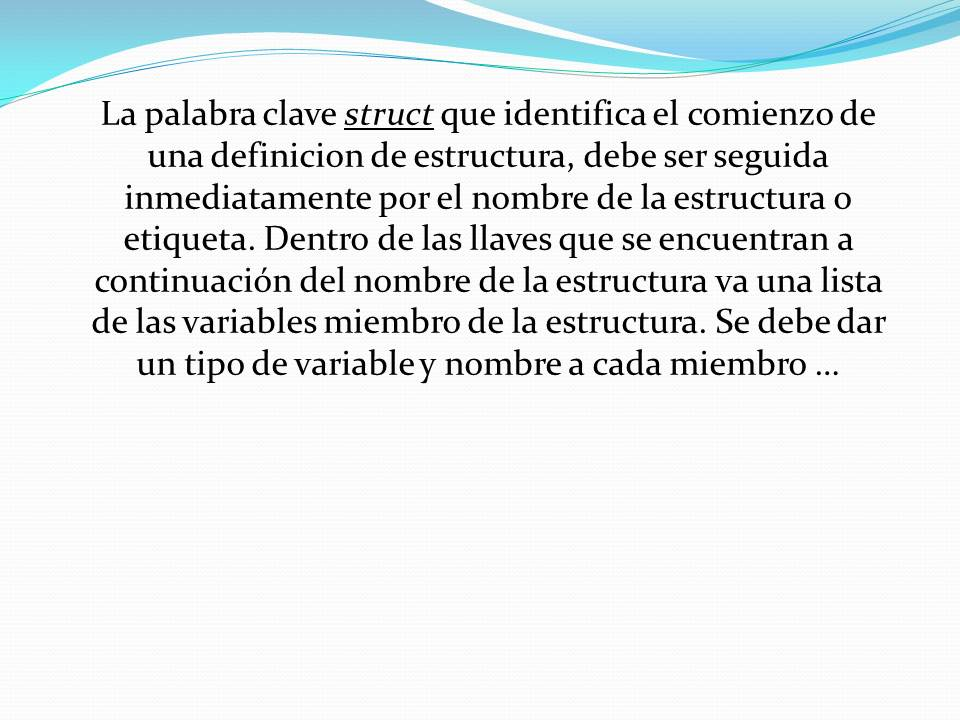 La palabra clave struct que identifica el comienzo de
una definicion de estructura, debe ser seguida
inmediatamente por el nombre de la estructura o
etiqueta. Dentro de las llaves que se encuentran a
continuación del nombre de la estructura va una lista
de las variables miembro de la estructura. Se debe dar
un tipo de variable y nombre a cada miembro ...